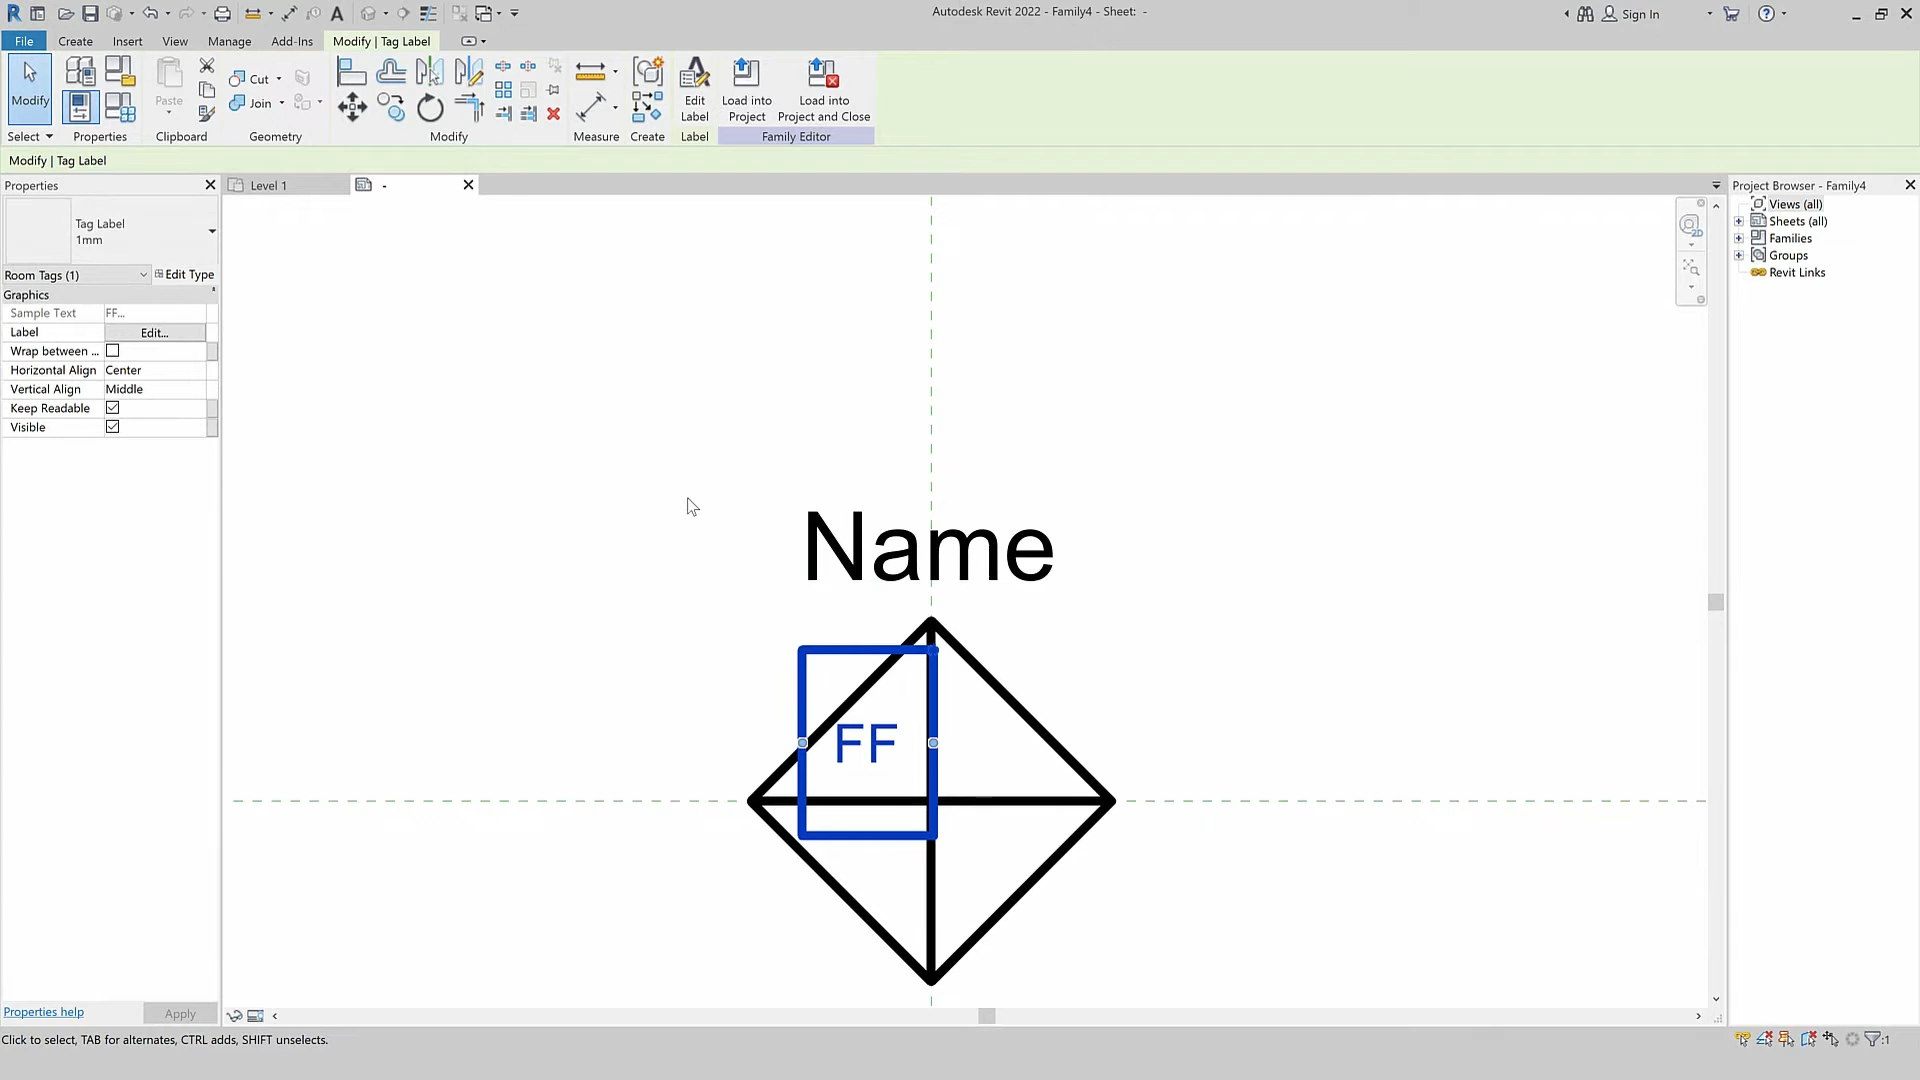 Autodesk Revit 2022 - Family4 - Sheet: -
Sign In
File
Create
Insert
View
Manage
Add-Ins
Modify | Tag Label
Modify
Select
Properties
Paste
Clipboard
Cut
Join
Geometry
Modify
Measure
Create
Edit
Label
Label
Load into
Project
Load into
Project and Close
Family Editor
Modify | Tag Label
Properties
Level 1
-
Project Browser - Family4
Tag Label
1mm
Room Tags (1)
Edit Type
Graphics
Sample Text
FF...
Label
Edit...
Wrap between ...
Horizontal Align
Center
Vertical Align
Middle
Keep Readable
Visible
Views (all)
Sheets (all)
Families
Groups
Revit Links
2D
Name
FF
Properties help
Apply
Click to select, TAB for alternates, CTRL adds, SHIFT unselects.
:1